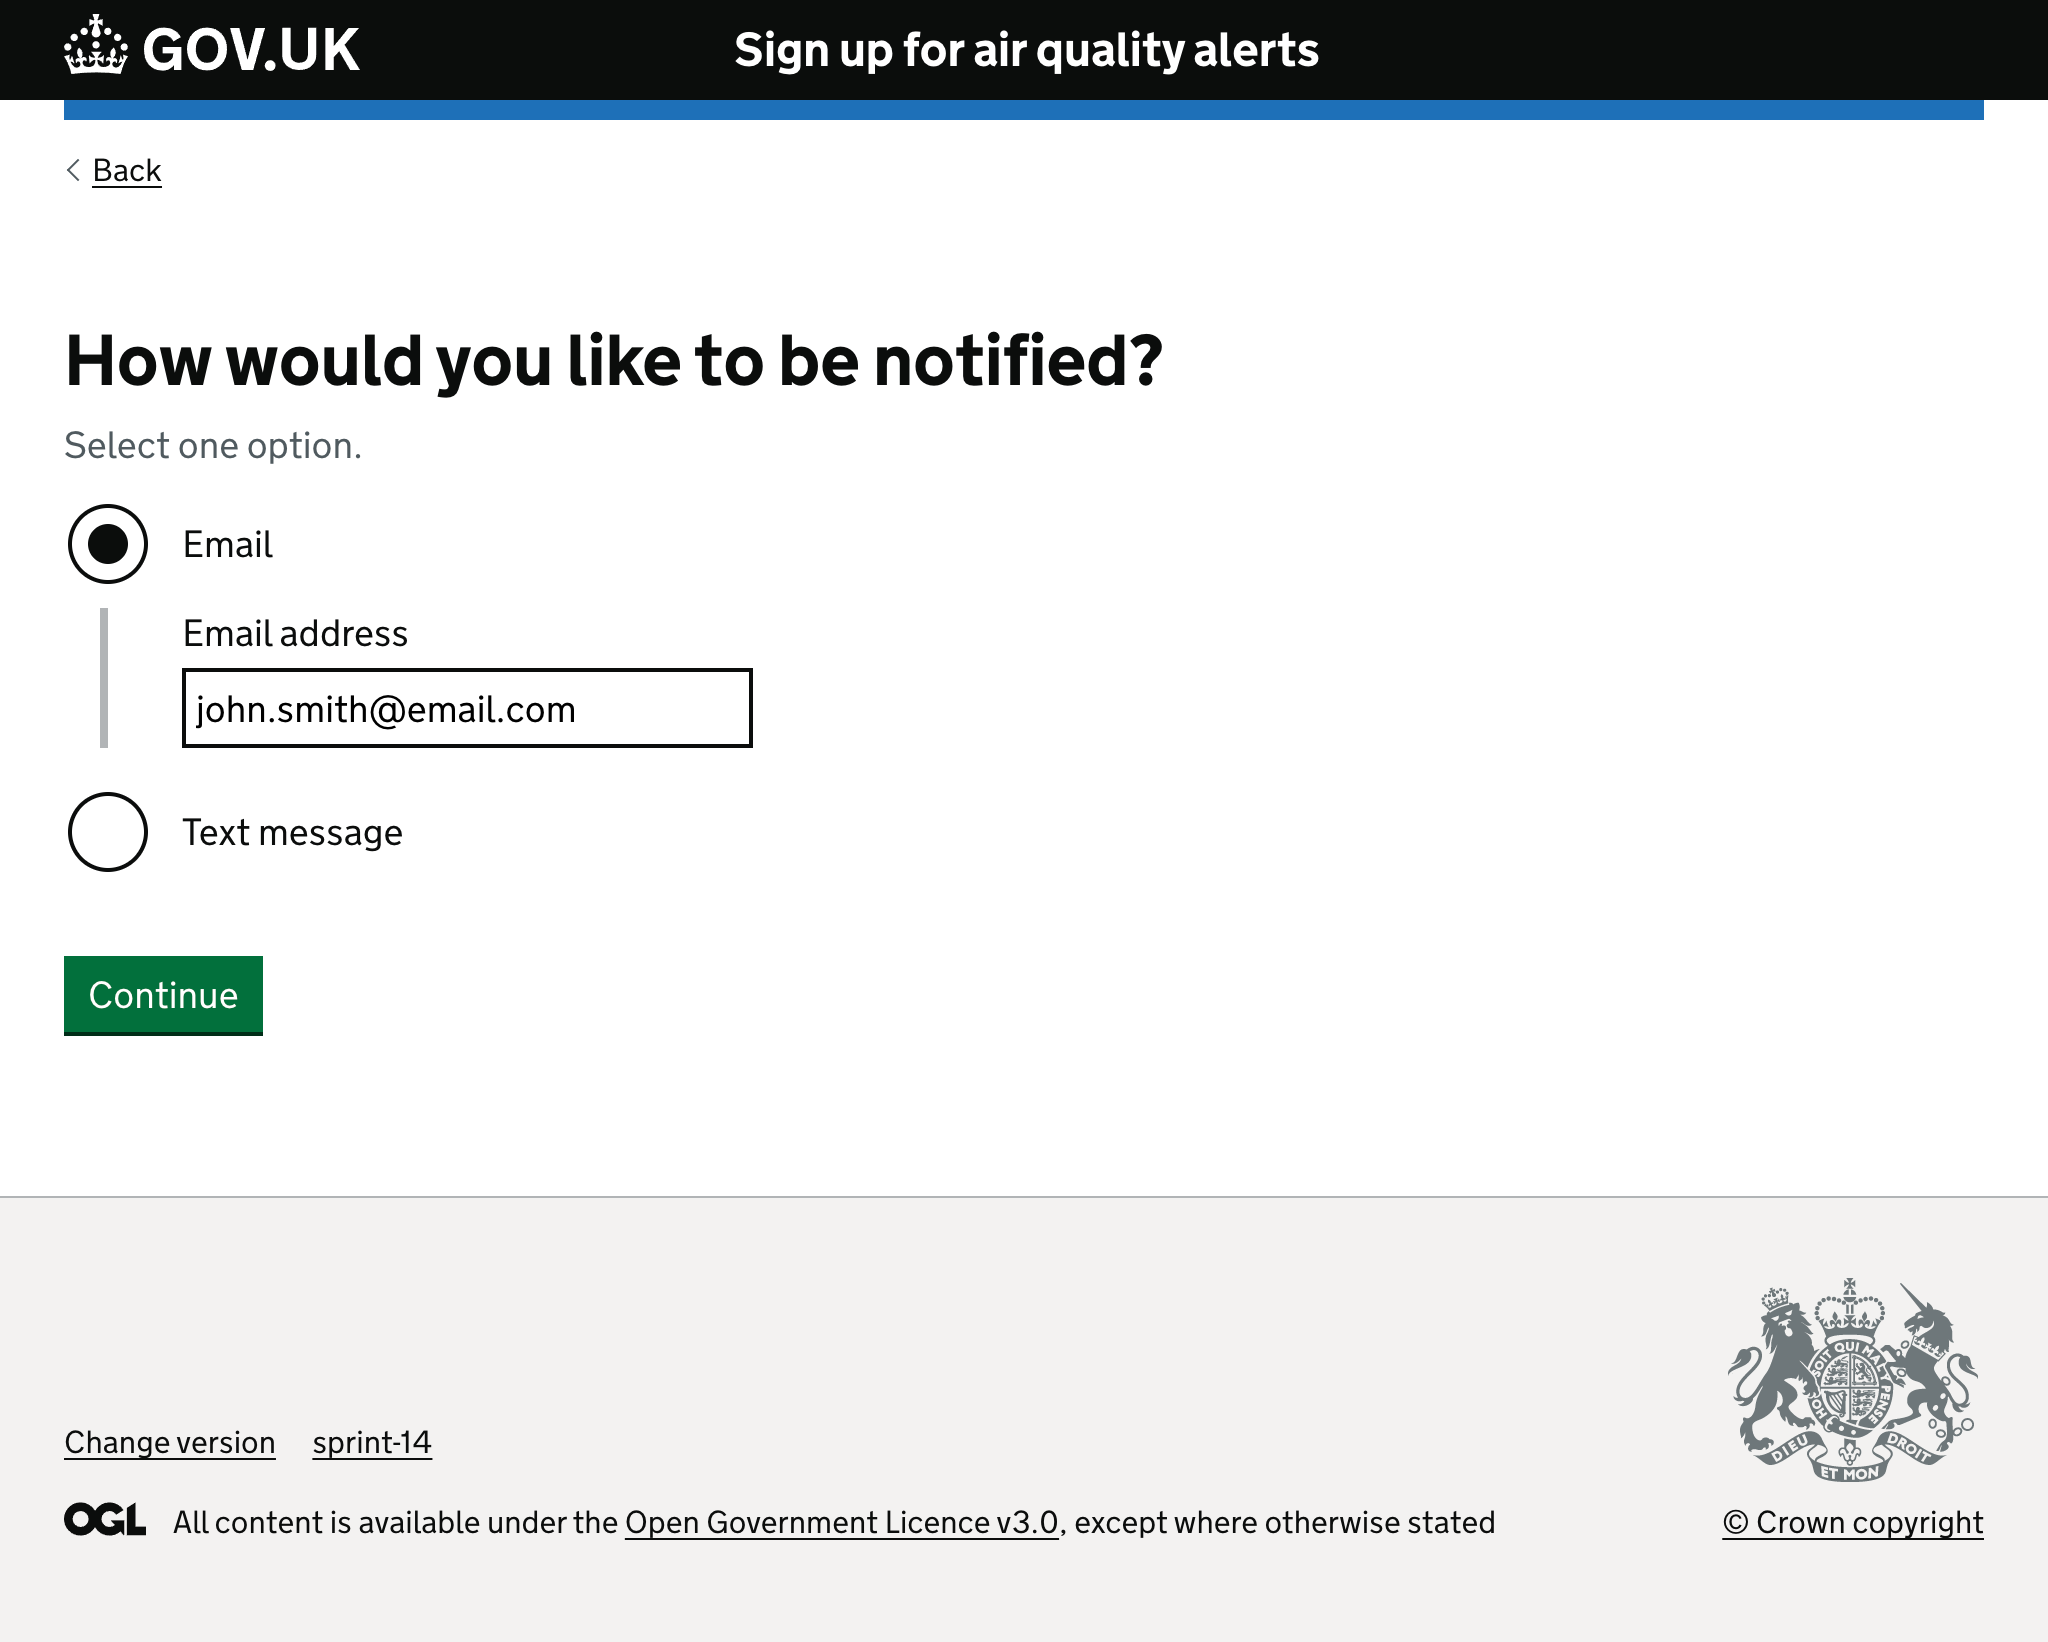 GOV.UK
Sign up for air quality alerts
Back
How would you like to be notified?
Select one option.
Email
Email address
john.smith@email.com
Text message
Continue
SOIT QUI MAL Y PENSE HON
DIEU ET MON DROIT
Change version sprint-14
OGL All content is available under the Open Government Licence v3.0, except where otherwise stated
© Crown copyright